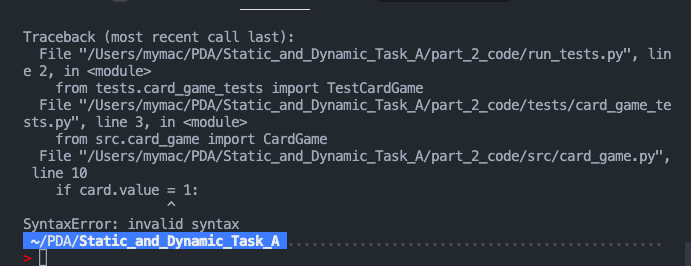 Traceback (most recent call last):
  File "/Users/mymac/PDA/Static_and_Dynamic_Task_A/part_2_code/run_tests.py", lin
e 2, in <module>
    from tests.card_game_tests import TestCardGame
  File "/Users/mymac/PDA/Static_and_Dynamic_Task_A/part_2_code/tests/card_game_te
sts.py", line 3, in <module>
    from src.card_game import CardGame
  File "/Users/mymac/PDA/Static_and_Dynamic_Task_A/part_2_code/src/card_game.py",
 line 10
    if card.value = 1:
                  ^
SyntaxError: invalid syntax
~/PDA/Static_and_Dynamic_Task_A
>